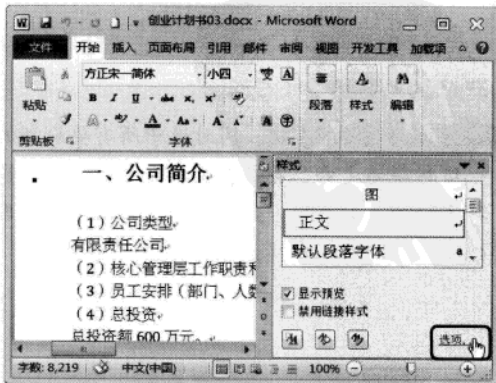 创业计划书03.docx - Microsoft Word
文件 开始 插入 页面布局 引用 邮件 审阅 视图 开发工具 加载项
方正宋一简体 小四
粘贴
B I U abc x₂ x²
段落 样式 编辑
剪贴板 字体
一、公司简介
(1)公司类型
有限责任公司
(2)核心管理层工作职责和
(3)员工安排(部门、人数
(4)总投资
总投资额 600 万元。
样式
图
正文
默认段落字体 a
显示预览
禁用链接样式
选项...
字数: 8,219 中文(中国) 100%